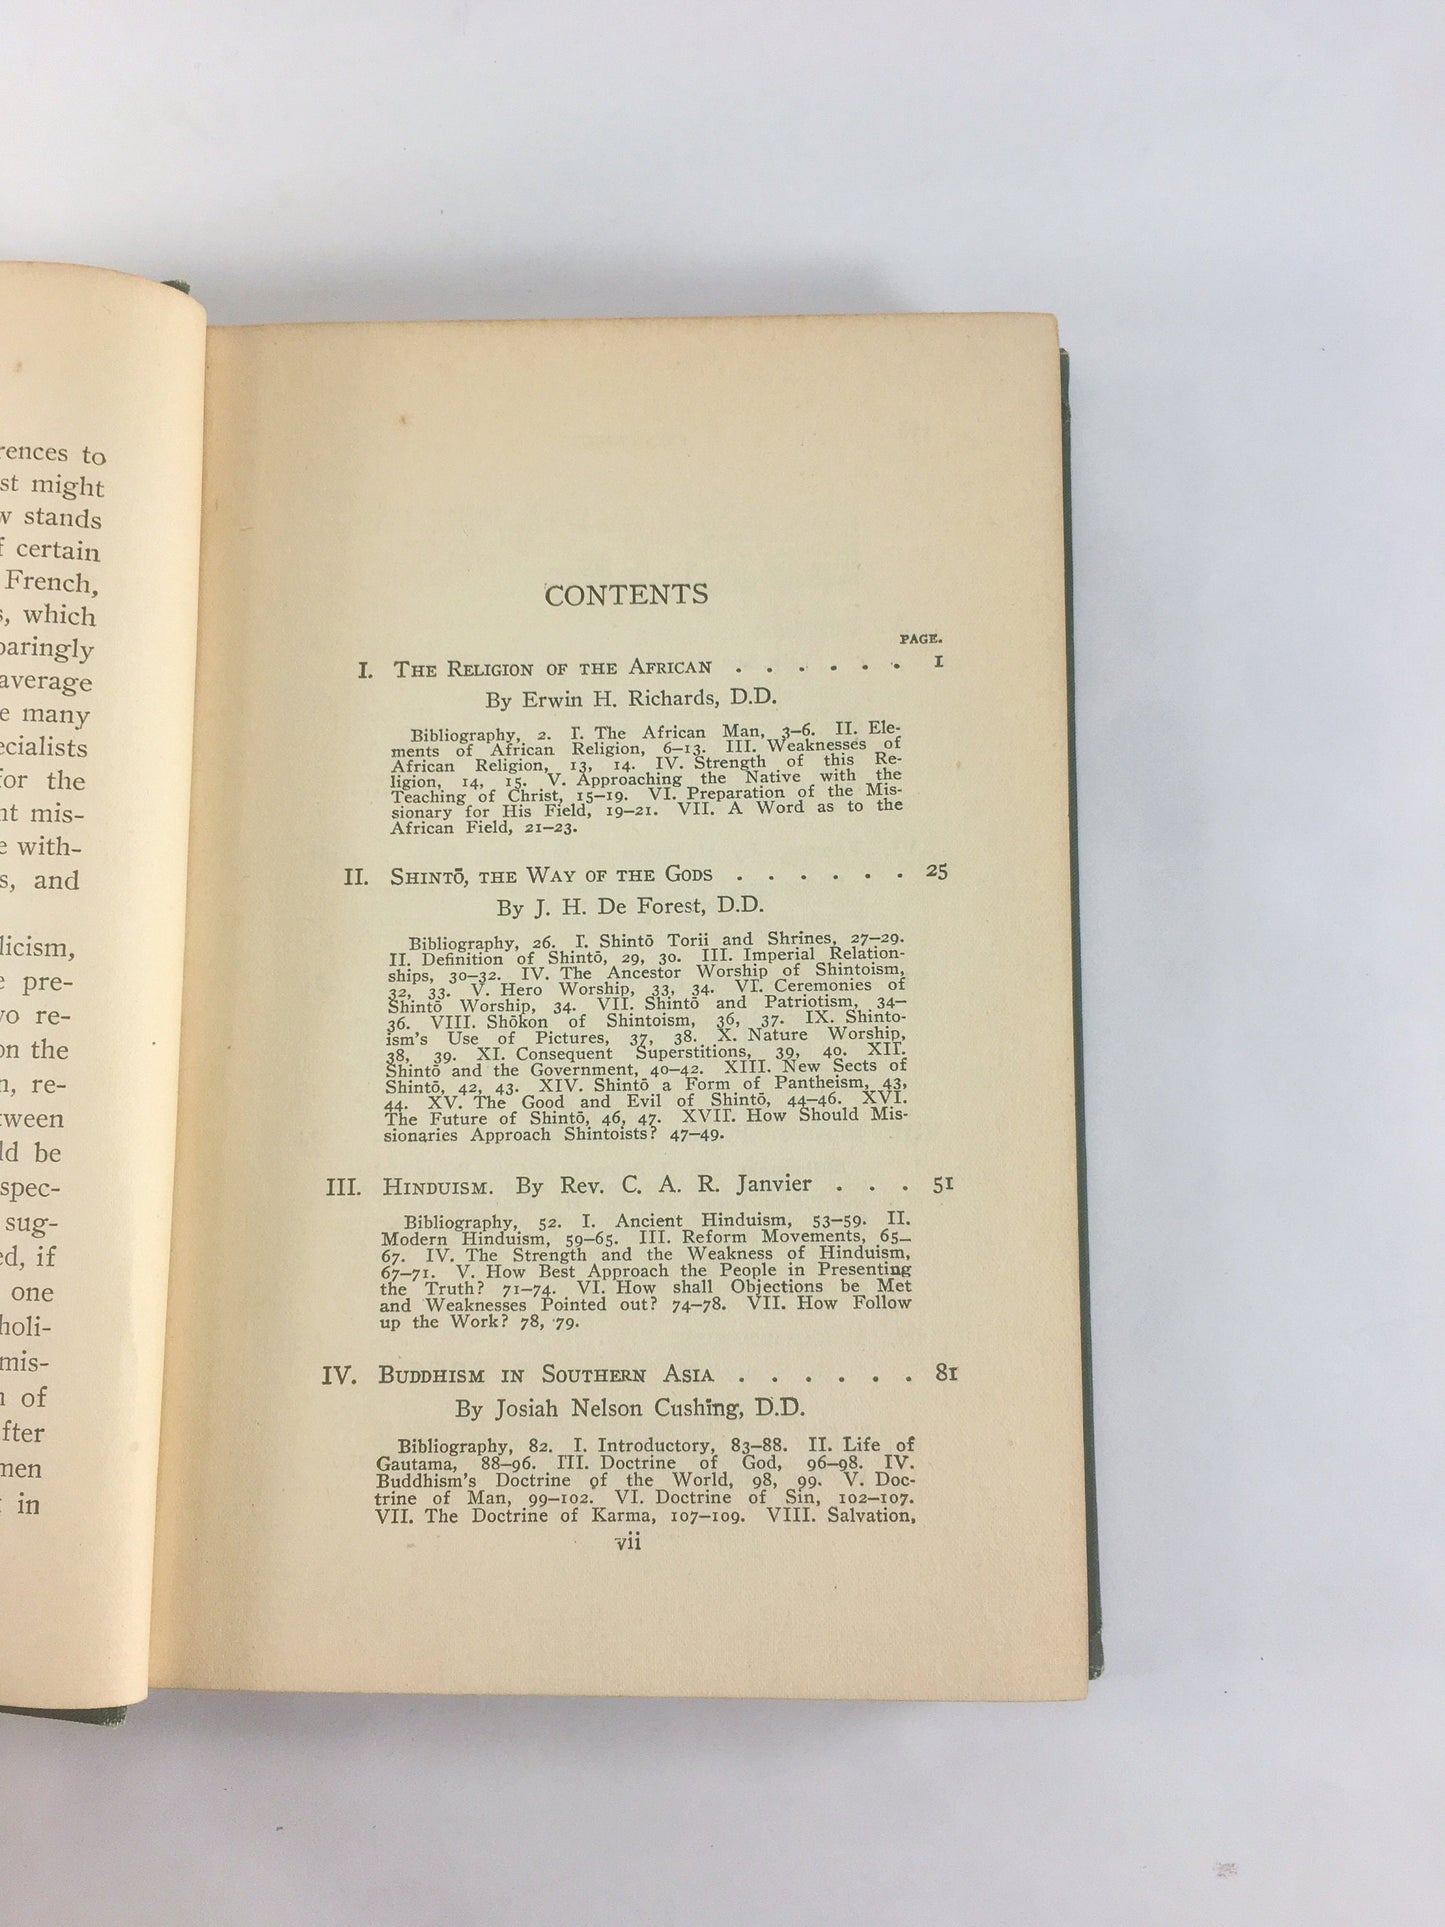 rences to
st might
w stands
f certain
French,
s, which
paringly
average
e many
ecialists
for the
nt mis-
e with-
s, and
licism,
e pre-
vo re-
on the
n, re-
tween
ld be
spec-
sug-
ed, if
one
holi-
mis-
n of
fter
men
t in
CONTENTS
PAGE.
I. THE RELIGION OF THE AFRICAN . . . . . . 1
By Erwin H. Richards, D.D.
Bibliography, 2. I. The African Man, 3–6. II. Ele-
ments of African Religion, 6–13. III. Weaknesses of
African Religion, 13, 14. IV. Strength of this Re-
ligion, 14, 15. V. Approaching the Native with the
Teaching of Christ, 15–19. VI. Preparation of the Mis-
sionary for His Field, 19–21. VII. A Word as to the
African Field, 21–23.
II. SHINTŌ, THE WAY OF THE GODS . . . . . . 25
By J. H. De Forest, D.D.
Bibliography, 26. I. Shintō Torii and Shrines, 27–29.
II. Definition of Shintō, 29, 30. III. Imperial Relation-
ships, 30–32. IV. The Ancestor Worship of Shintoism,
32, 33. V. Hero Worship, 33, 34. VI. Ceremonies of
Shintō Worship, 34. VII. Shintō and Patriotism, 34–
36. VIII. Shōkon of Shintoism, 36, 37. IX. Shinto-
ism's Use of Pictures, 37, 38. X. Nature Worship,
38, 39. XI. Consequent Superstitions, 39, 40. XII.
Shintō and the Government, 40–42. XIII. New Sects of
Shintō, 42, 43. XIV. Shintō a Form of Pantheism, 43,
44. XV. The Good and Evil of Shintō, 44–46. XVI.
The Future of Shintō, 46, 47. XVII. How Should Mis-
sionaries Approach Shintoists? 47–49.
III. HINDUISM. By Rev. C. A. R. Janvier . . . 51
Bibliography, 52. I. Ancient Hinduism, 53–59. II.
Modern Hinduism, 59–65. III. Reform Movements, 65–
67. IV. The Strength and the Weakness of Hinduism,
67–71. V. How Best Approach the People in Presenting
the Truth? 71–74. VI. How shall Objections be Met
and Weaknesses Pointed out? 74–78. VII. How Follow
up the Work? 78, 79.
IV. BUDDHISM IN SOUTHERN ASIA . . . . . . 81
By Josiah Nelson Cushing, D.D.
Bibliography, 82. I. Introductory, 83–88. II. Life of
Gautama, 88–96. III. Doctrine of God, 96–98. IV.
Buddhism's Doctrine of the World, 98, 99. V. Doc-
trine of Man, 99–102. VI. Doctrine of Sin, 102–107.
VII. The Doctrine of Karma, 107–109. VIII. Salvation,
vii